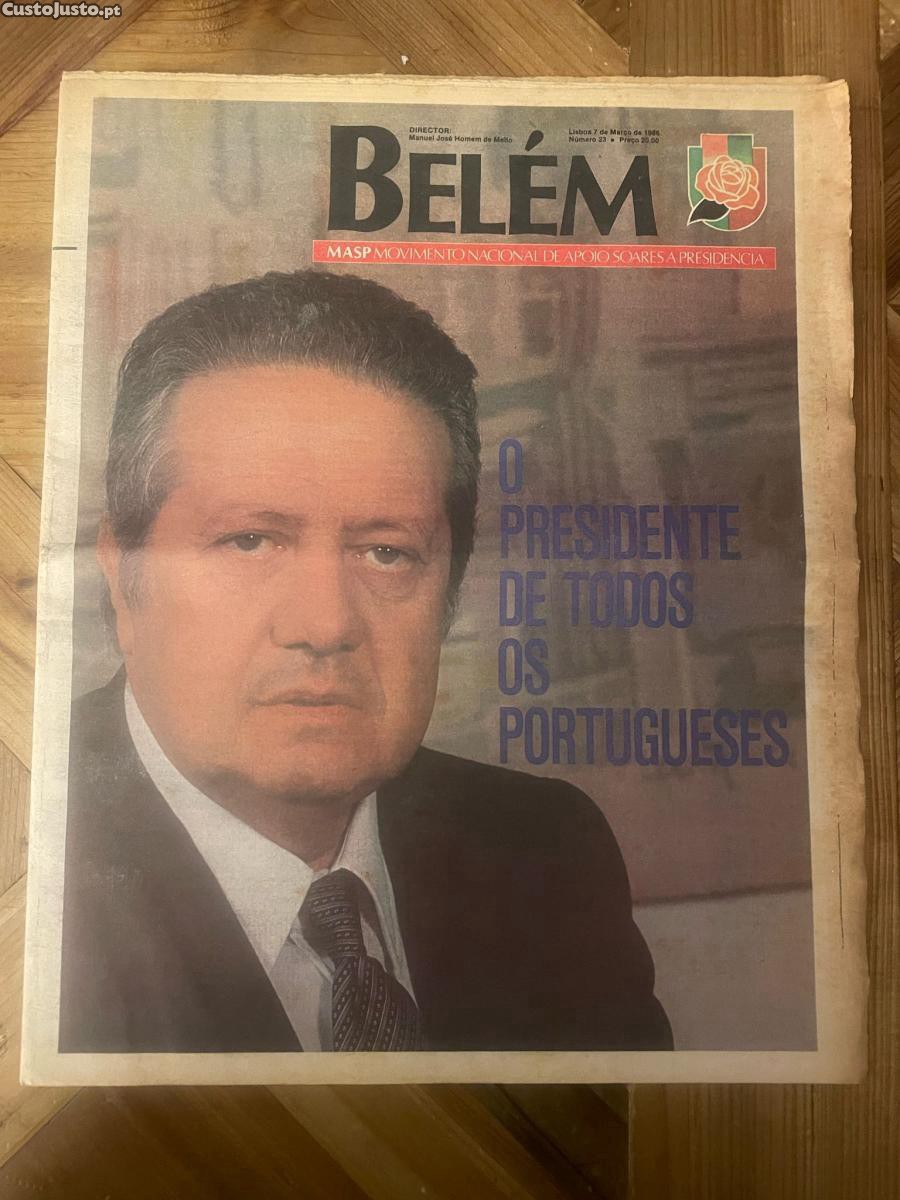 CustoJusto.pt
DIRECTOR:
Manuel José Homem de Mello
Lisboa 7 de Março de 1986
Número 23 • Preço 20.00
BELÉM
MASP MOVIMENTO NACIONAL DE APOIO SOARES A PRESIDENCIA
O
PRESIDENTE
DE TODOS
OS
PORTUGUESES